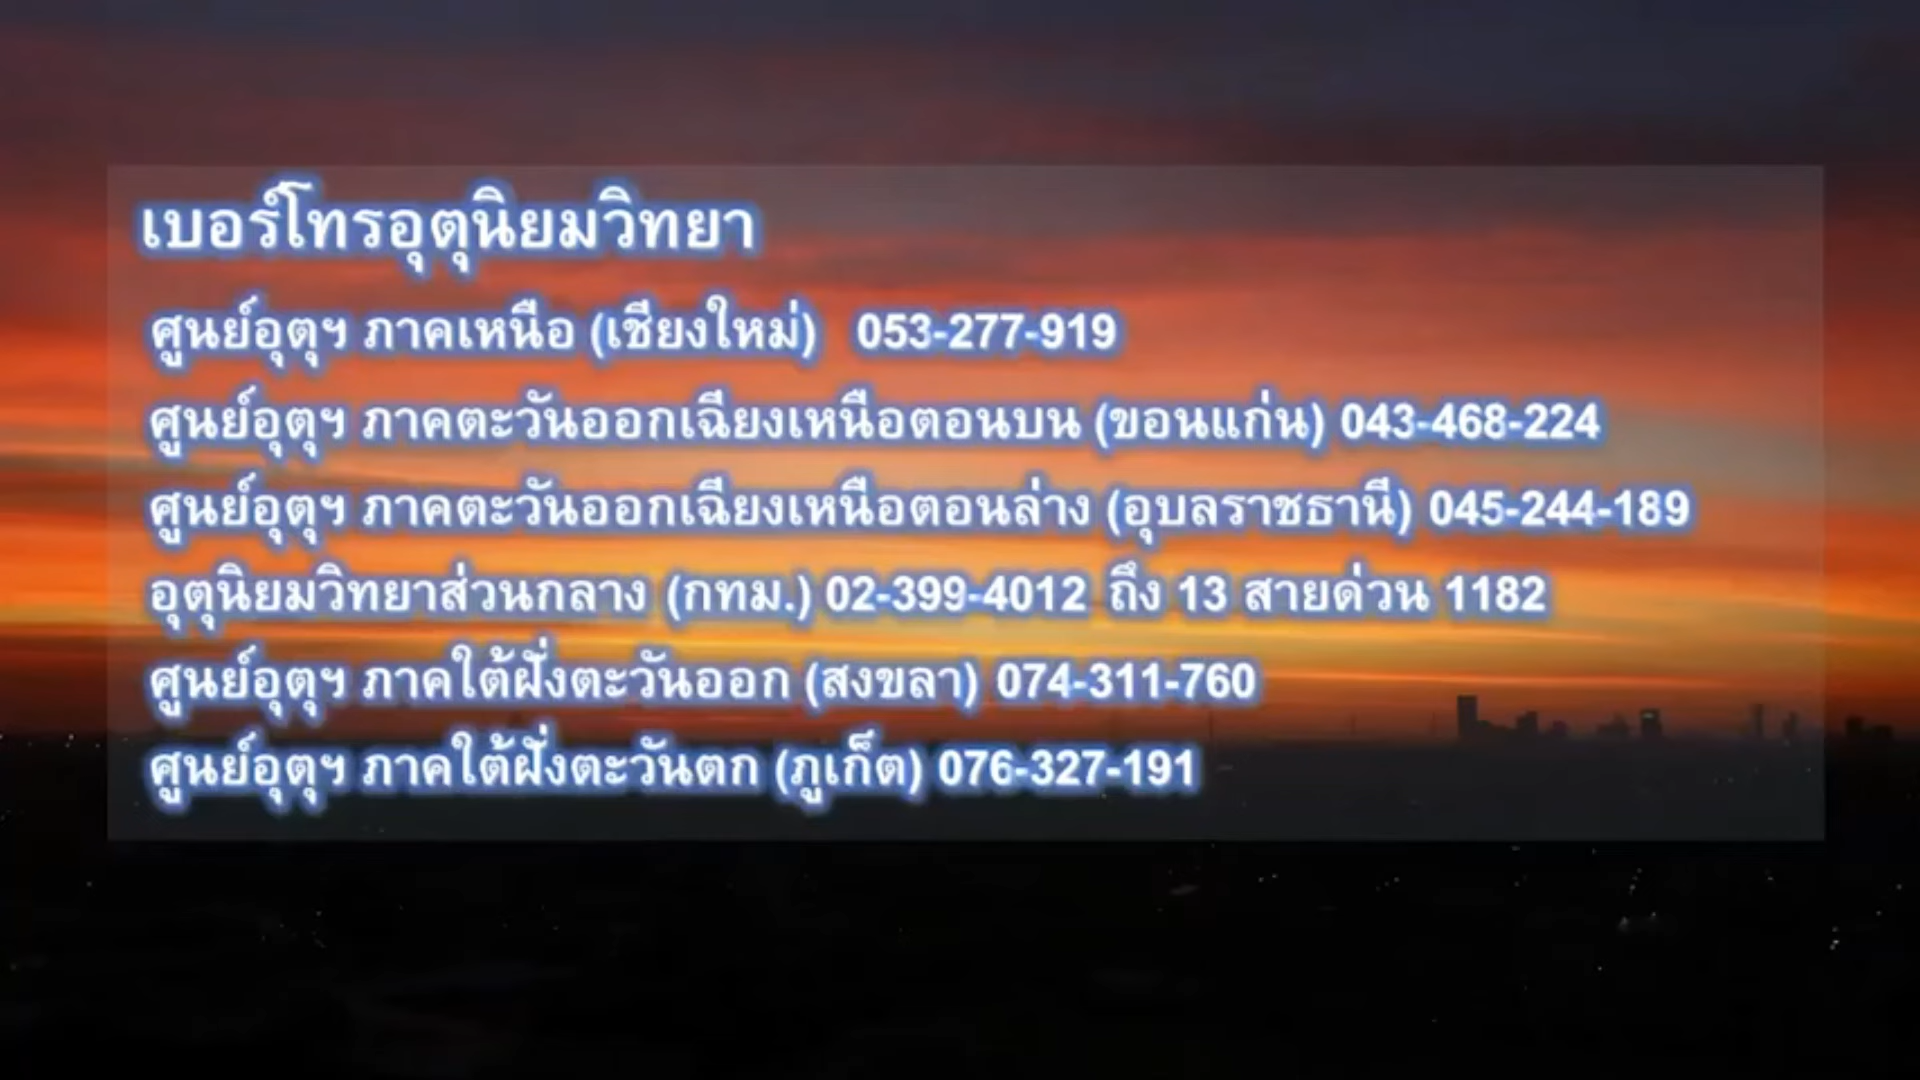 เบอร์โทรอุตุนิยมวิทยา
ศูนย์อุตุฯ ภาคเหนือ (เชียงใหม่) 053-277-919
ศูนย์อุตุฯ ภาคตะวันออกเฉียงเหนือตอนบน (ขอนแก่น) 043-468-224
ศูนย์อุตุฯ ภาคตะวันออกเฉียงเหนือตอนล่าง (อุบลราชธานี) 045-244-189
อุตุนิยมวิทยาส่วนกลาง (กทม.) 02-399-4012 ถึง 13 สายด่วน 1182
ศูนย์อุตุฯ ภาคใต้ฝั่งตะวันออก (สงขลา) 074-311-760
ศูนย์อุตุฯ ภาคใต้ฝั่งตะวันตก (ภูเก็ต) 076-327-191